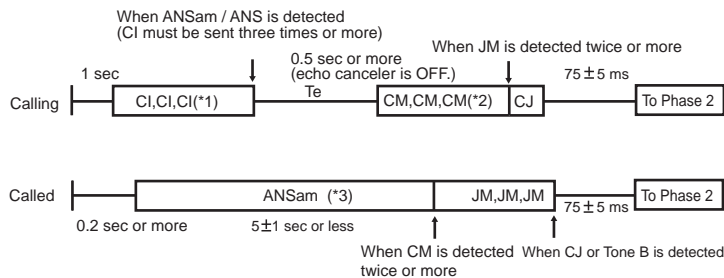 When ANSam / ANS is detected
(CI must be sent three times or more)
0.5 sec or more
(echo canceler is OFF.)
When JM is detected twice or more
1 sec
Te
75±5 ms
Calling
CI,CI,CI(*1)
CM,CM,CM(*2)
CJ
To Phase 2
Called
ANSam (*3)
JM,JM,JM
To Phase 2
0.2 sec or more
5±1 sec or less
75±5 ms
When CM is detected
twice or more
When CJ or Tone B is detected